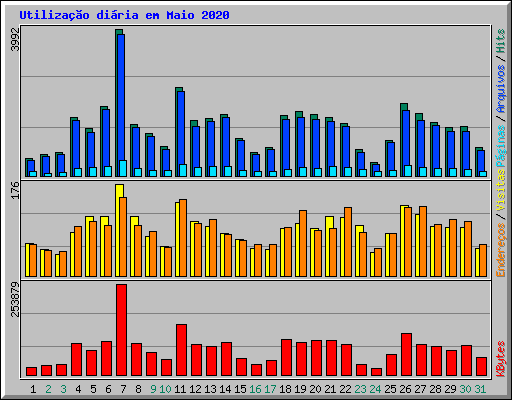 Utilização diária em Maio 2020
3992
176
253879
Endereços / Visitas
Páginas / Arquivos / Hits
KBytes
1 2 3 4 5 6 7 8 9 10 11 12 13 14 15 16 17 18 19 20 21 22 23 24 25 26 27 28 29 30 31